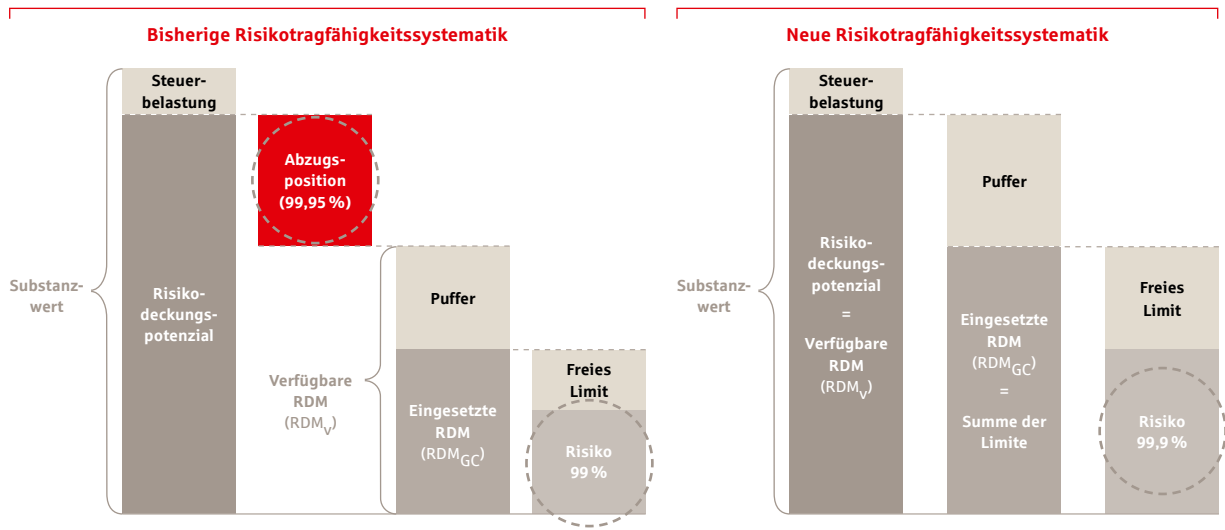 Bisherige Risikotragfähigkeitssystematik
Steuer-
belastung
Abzugs-
position
(99,95 %)
Substanz-
wert
Risiko-
deckungs-
potenzial
Puffer
Verfügbare
RDM
(RDMV)
Eingesetzte
RDM
(RDMGC)
Freies
Limit
Risiko
99 %
Neue Risikotragfähigkeitssystematik
Steuer-
belastung
Substanz-
wert
Risiko-
deckungs-
potenzial
=
Verfügbare
RDM
(RDMV)
Puffer
Eingesetzte
RDM
(RDMGC)
=
Summe der
Limite
Freies
Limit
Risiko
99,9 %